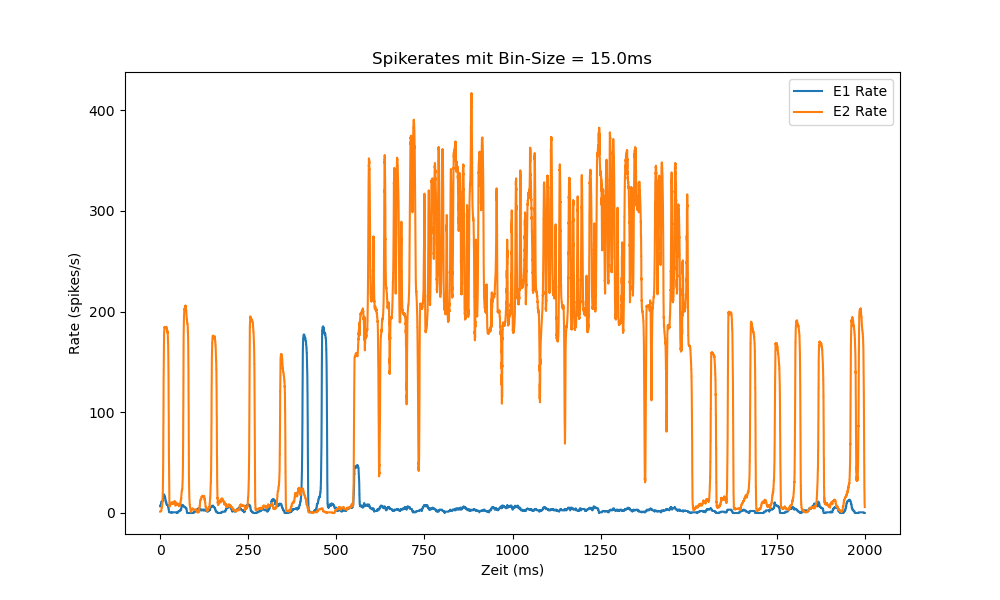 Spikerates mit Bin-Size = 15.0ms
E1 Rate
E2 Rate
400
300
200
100
0
Rate (spikes/s)
0 250 500 750 1000 1250 1500 1750 2000
Zeit (ms)